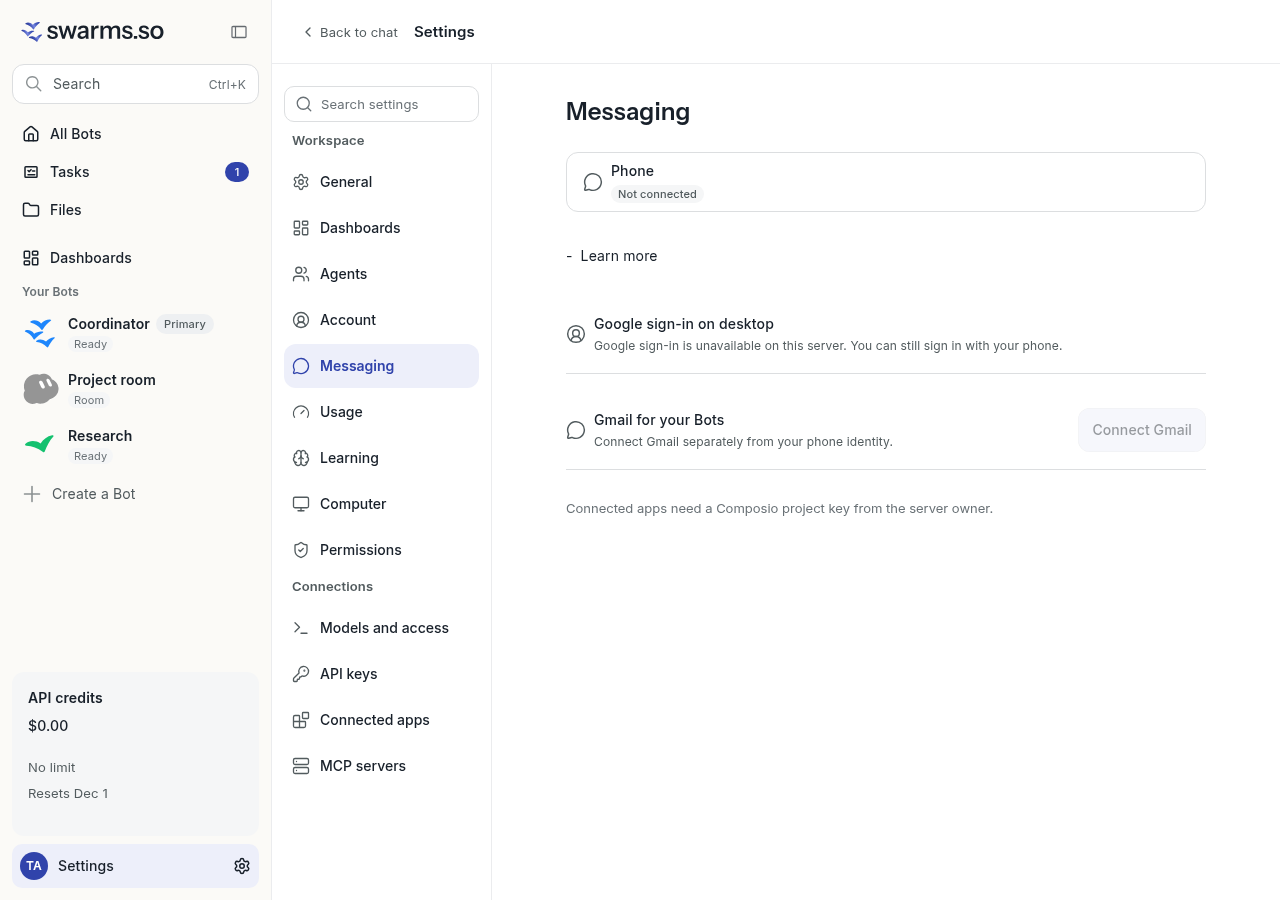 swarms.so
Search
Ctrl+K
All Bots
Tasks
1
Files
Dashboards
Your Bots
Coordinator
Primary
Ready
Project room
Room
Research
Ready
Create a Bot
API credits
$0.00
No limit
Resets Dec 1
TA
Settings
Back to chat
Settings
Search settings
Workspace
General
Dashboards
Agents
Account
Messaging
Usage
Learning
Computer
Permissions
Connections
Models and access
API keys
Connected apps
MCP servers
Messaging
Phone
Not connected
- Learn more
Google sign-in on desktop
Google sign-in is unavailable on this server. You can still sign in with your phone.
Gmail for your Bots
Connect Gmail separately from your phone identity.
Connect Gmail
Connected apps need a Composio project key from the server owner.